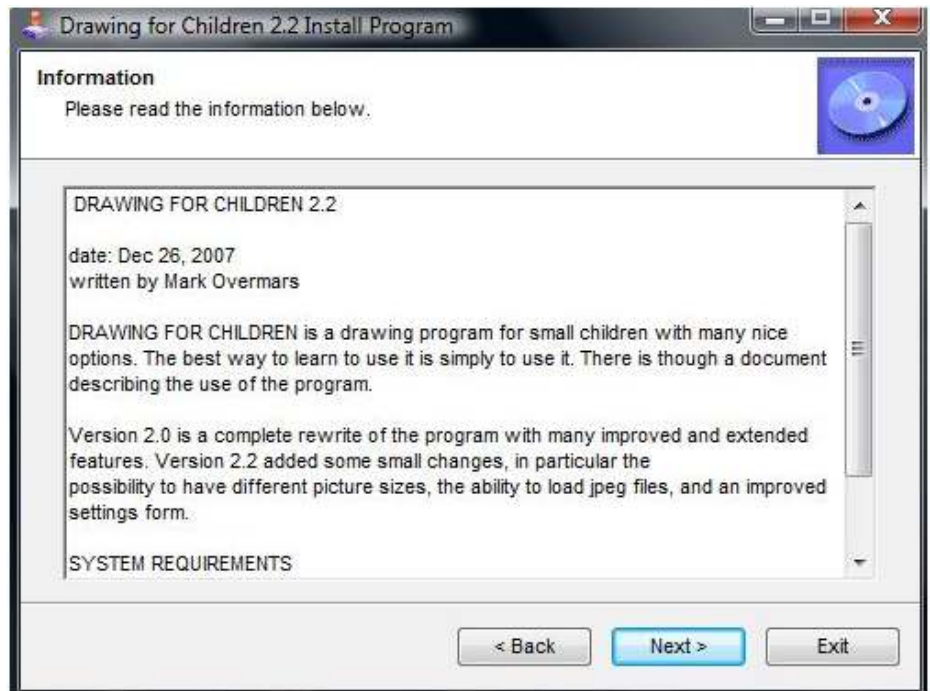 Drawing for Children 2.2 Install Program
Information
Please read the information below.
DRAWING FOR CHILDREN 2.2
date: Dec 26, 2007
written by Mark Overmars
DRAWING FOR CHILDREN is a drawing program for small children with many nice
options. The best way to learn to use it is simply to use it. There is though a document
describing the use of the program.
Version 2.0 is a complete rewrite of the program with many improved and extended
features. Version 2.2 added some small changes, in particular the
possibility to have different picture sizes, the ability to load jpeg files, and an improved
settings form.
SYSTEM REQUIREMENTS
< Back
Next >
Exit